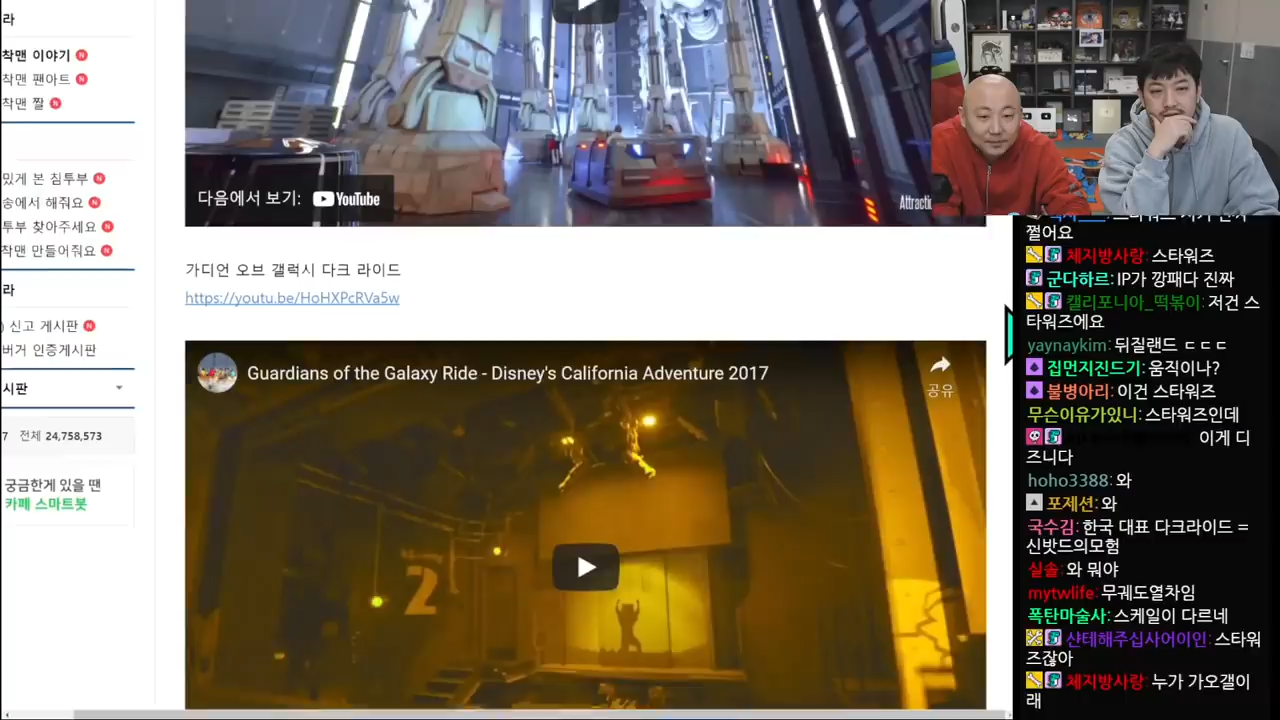 라
착맨 이야기 N
착맨 팬아트 N
착맨 짤 N
밌게 본 침투부 N
송에서 해줘요 N
투부 찾아주세요 N
착맨 만들어줘요 N
라
) 신고 게시판 N
버거 인증게시판
시판
7 전체 24,758,573
궁금한게 있을 땐
카페 스마트봇
다음에서 보기: YouTube
Attractio
가디언 오브 갤럭시 다크 라이드
https://youtu.be/HoHXPcRVa5w
Guardians of the Galaxy Ride - Disney's California Adventure 2017
공유
2
쩔어요
체지방사랑: 스타워즈
군다하르: IP가 깡패다 진짜
캘리포니아_떡볶이: 저건 스
타워즈에요
yaynaykim: 뒤질랜드 ㄷㄷㄷ
집먼지진드기: 움직이나?
불병아리: 이건 스타워즈
무슨이유가있니: 스타워즈인데
이게 디
즈니다
hoho3388: 와
포제션: 와
국수김: 한국 대표 다크라이드 =
신밧드의모험
실솔: 와 뭐야
mytwlife: 무궤도열차임
폭탄마술사: 스케일이 다르네
샨테해주십사어이인: 스타워
즈잖아
체지방사랑: 누가 가오갤이
래